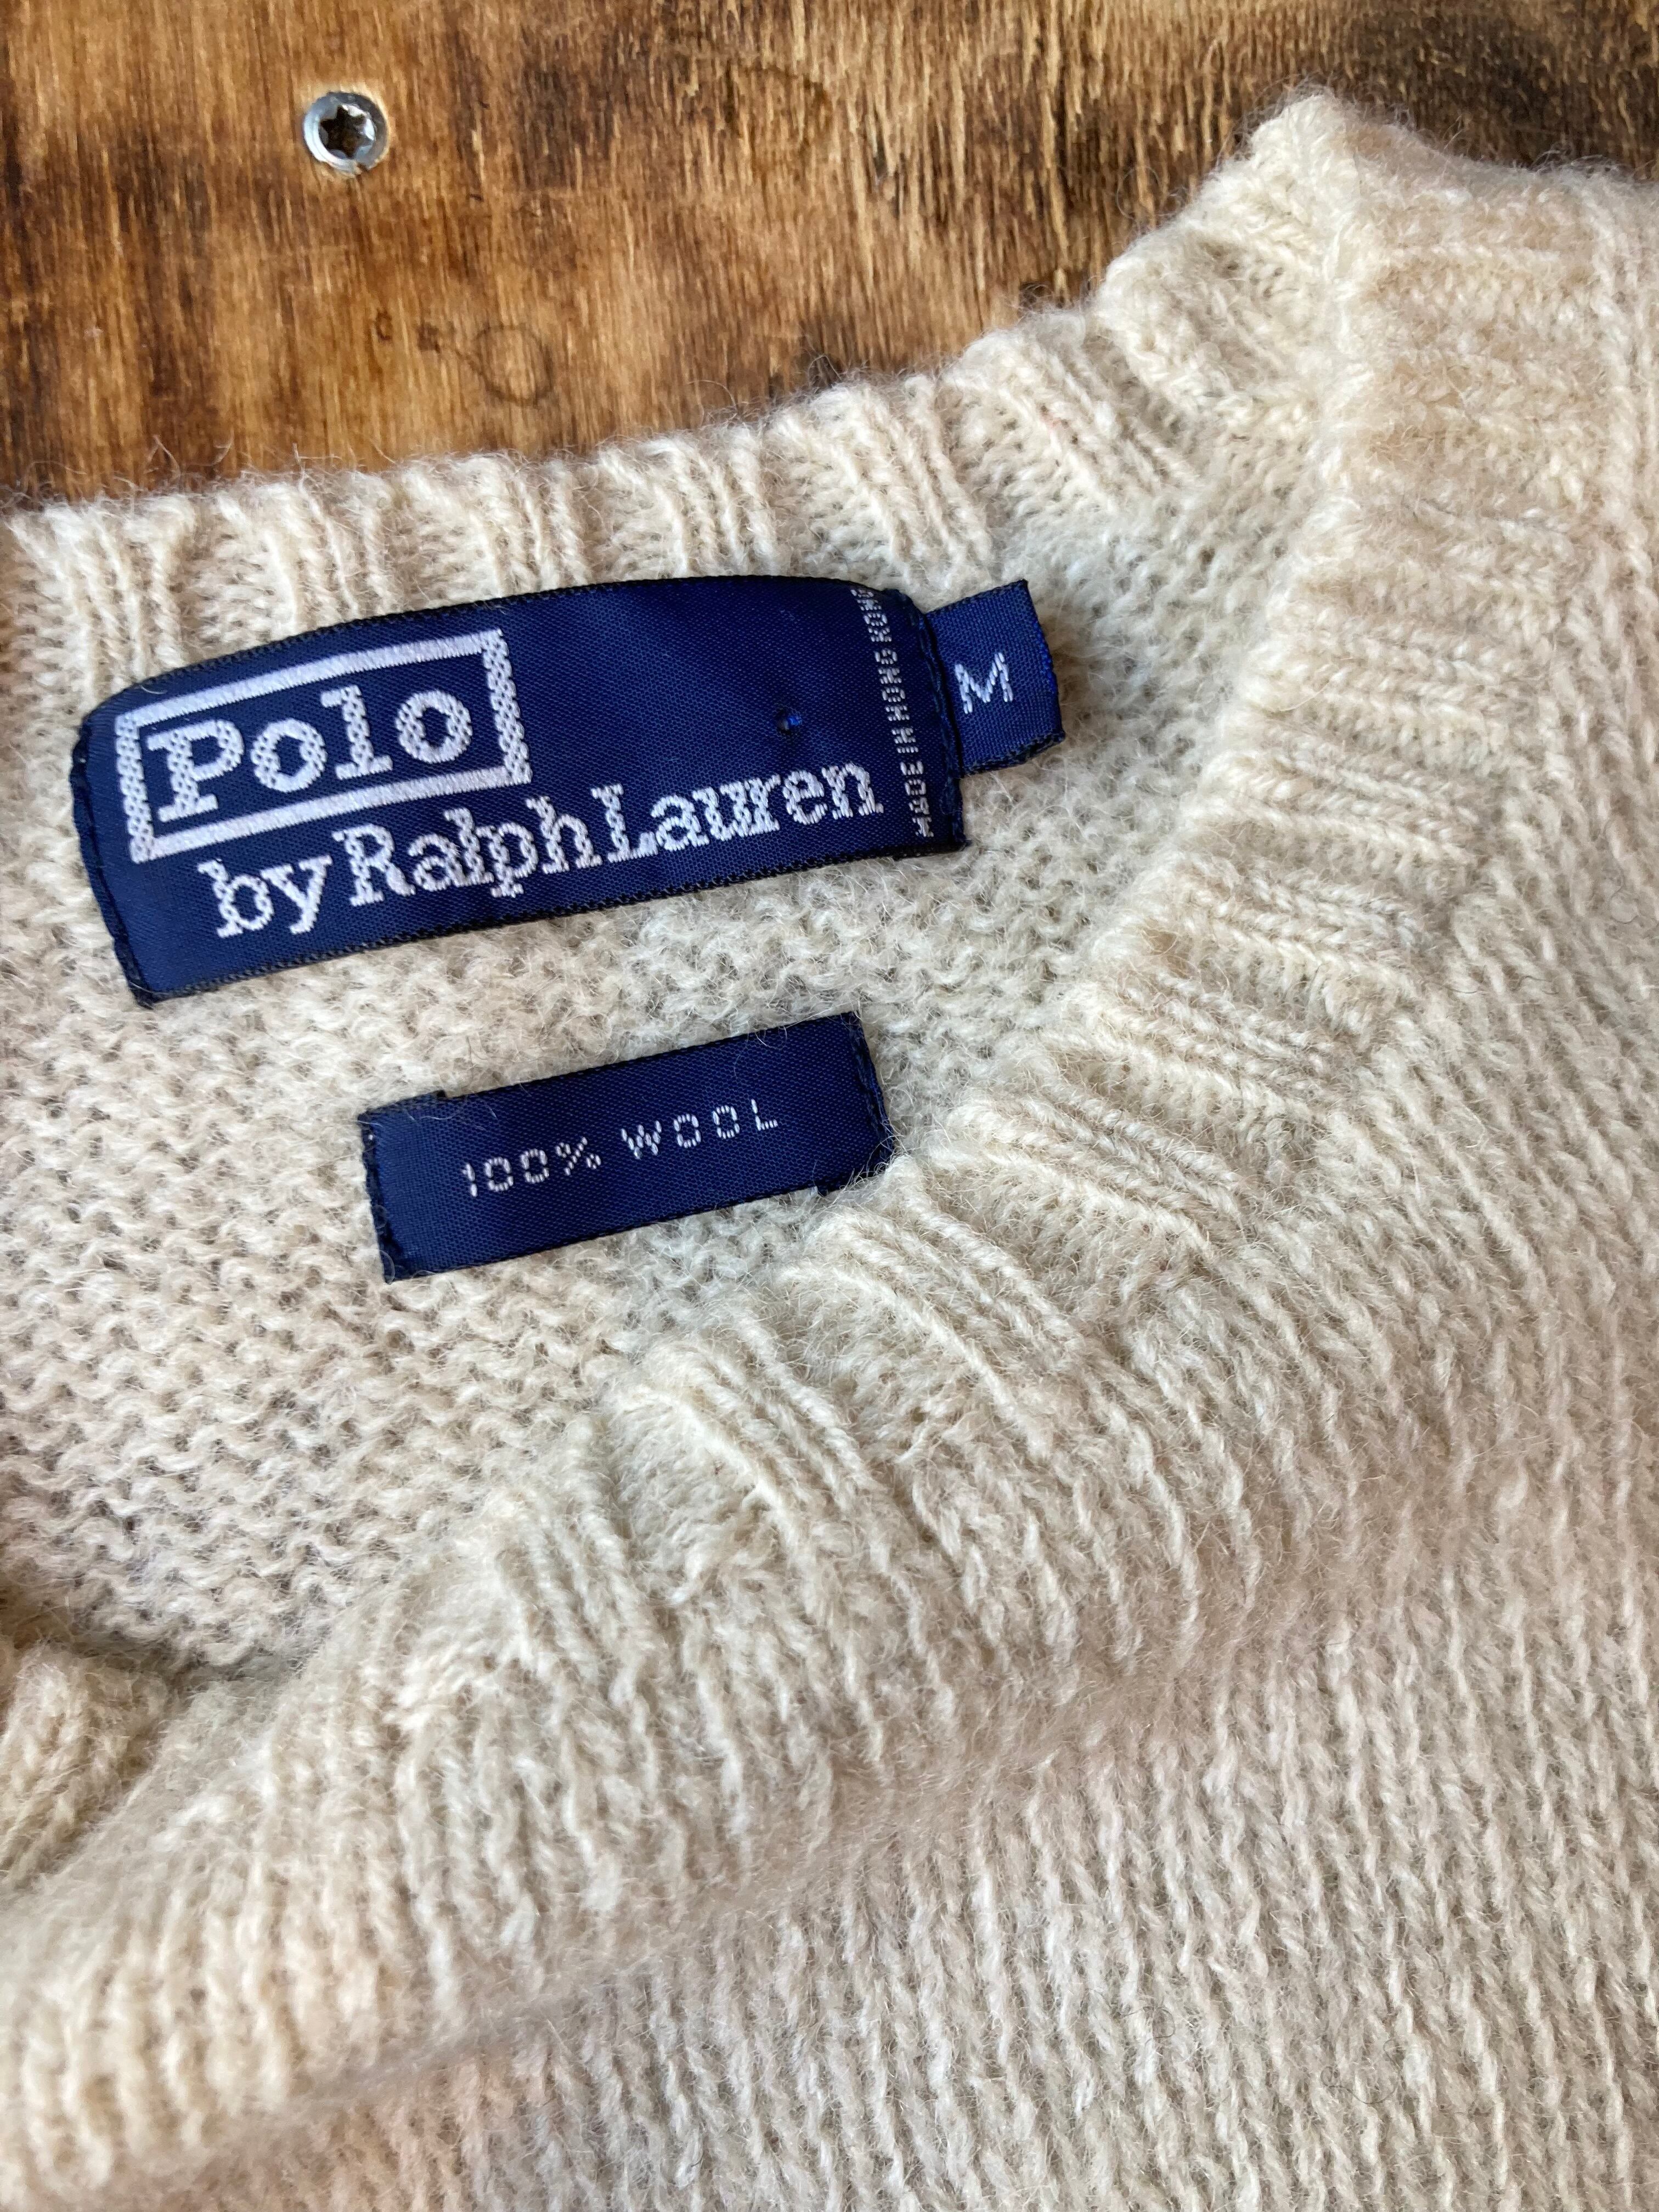 Polo
by Ralph Lauren
MADE IN HONG KONG
M
100% WOOL